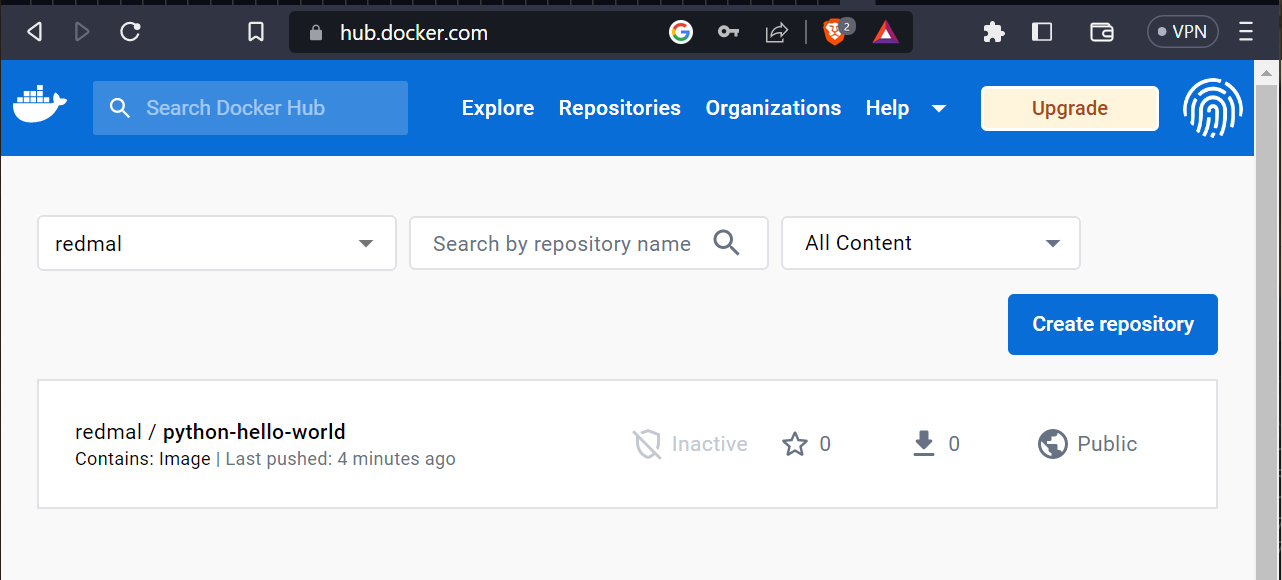 hub.docker.com 2 VPN
Search Docker Hub Explore Repositories Organizations Help Upgrade
redmal Search by repository name All Content
Create repository
redmal / python-hello-world
Inactive 0 0 Public
Contains: Image | Last pushed: 4 minutes ago